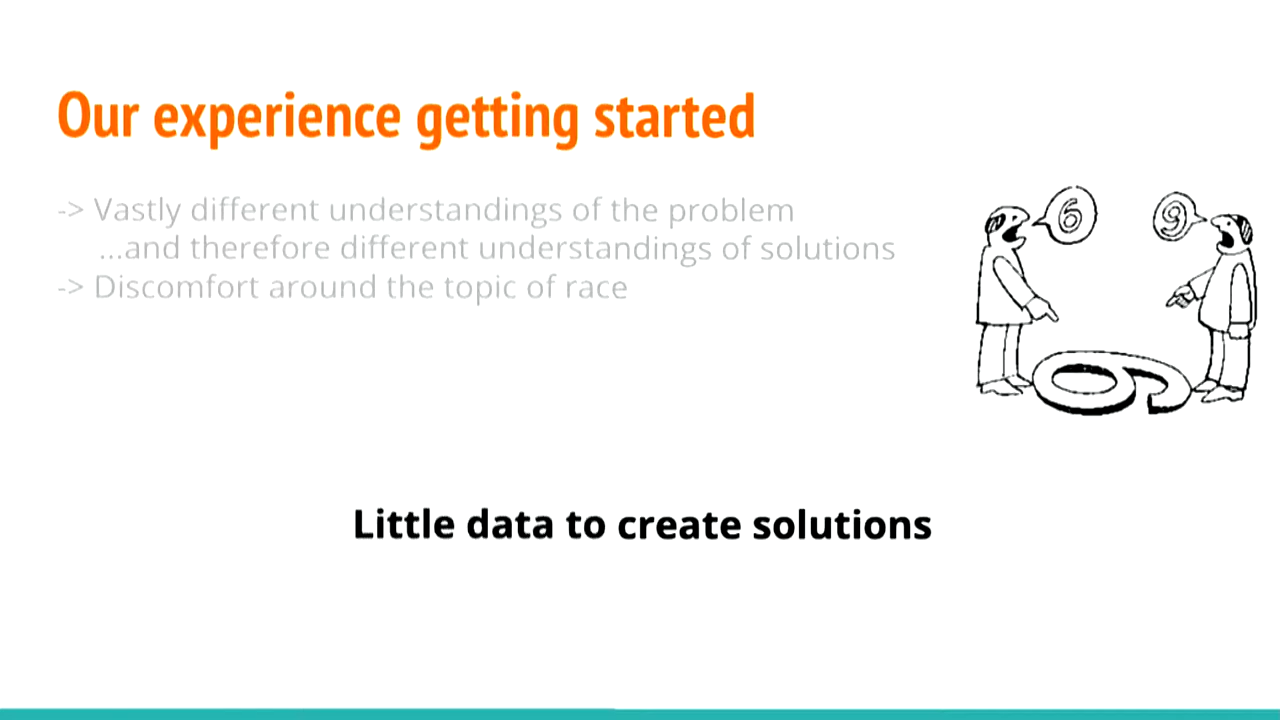 Our experience getting started
-> Vastly different understandings of the problem
...and therefore different understandings of solutions
-> Discomfort around the topic of race
6
9
Little data to create solutions